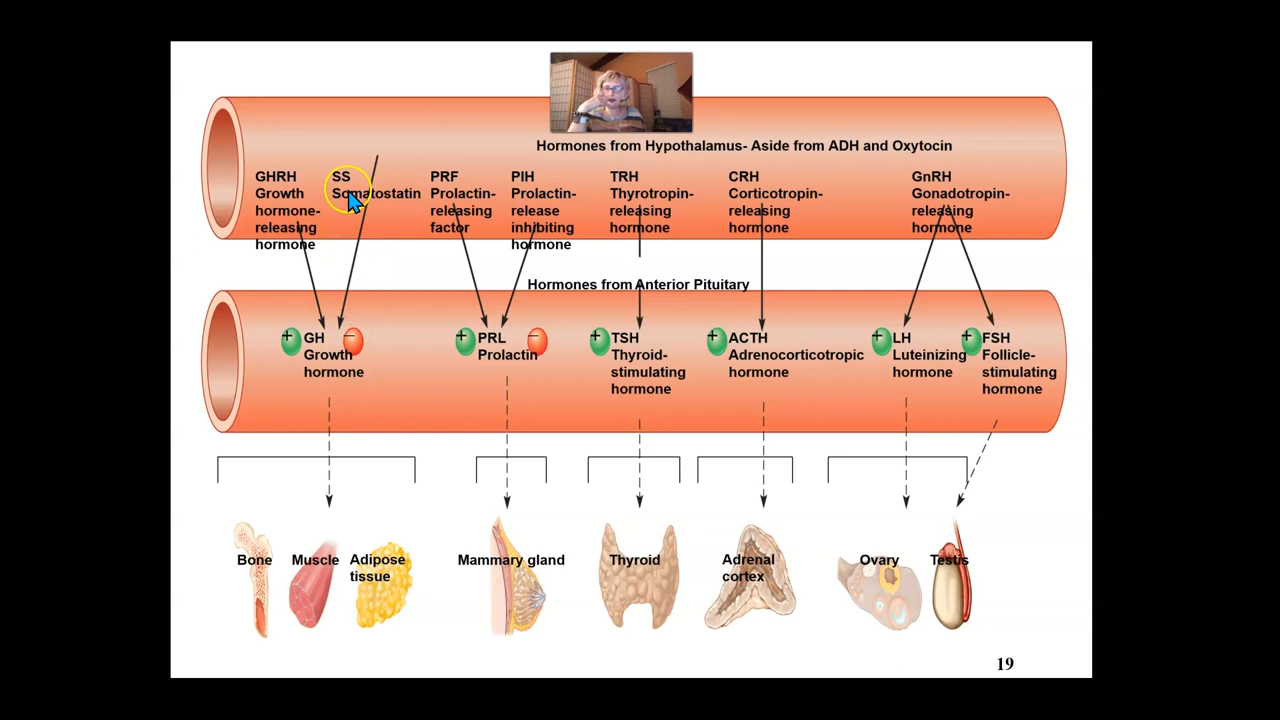 Hormones from Hypothalamus- Aside from ADH and Oxytocin
GHRH
Growth
hormone-
releasing
hormone
SS
Somatostatin
PRF
Prolactin-
releasing
factor
PIH
Prolactin-
release
inhibiting
hormone
TRH
Thyrotropin-
releasing
hormone
CRH
Corticotropin-
releasing
hormone
GnRH
Gonadotropin-
releasing
hormone
Hormones from Anterior Pituitary
+
GH
Growth
hormone
−
+
PRL
Prolactin
−
+
TSH
Thyroid-
stimulating
hormone
+
ACTH
Adrenocorticotropic
hormone
+
LH
Luteinizing
hormone
+
FSH
Follicle-
stimulating
hormone
Bone
Muscle
Adipose
tissue
Mammary gland
Thyroid
Adrenal
cortex
Ovary
Testis
19